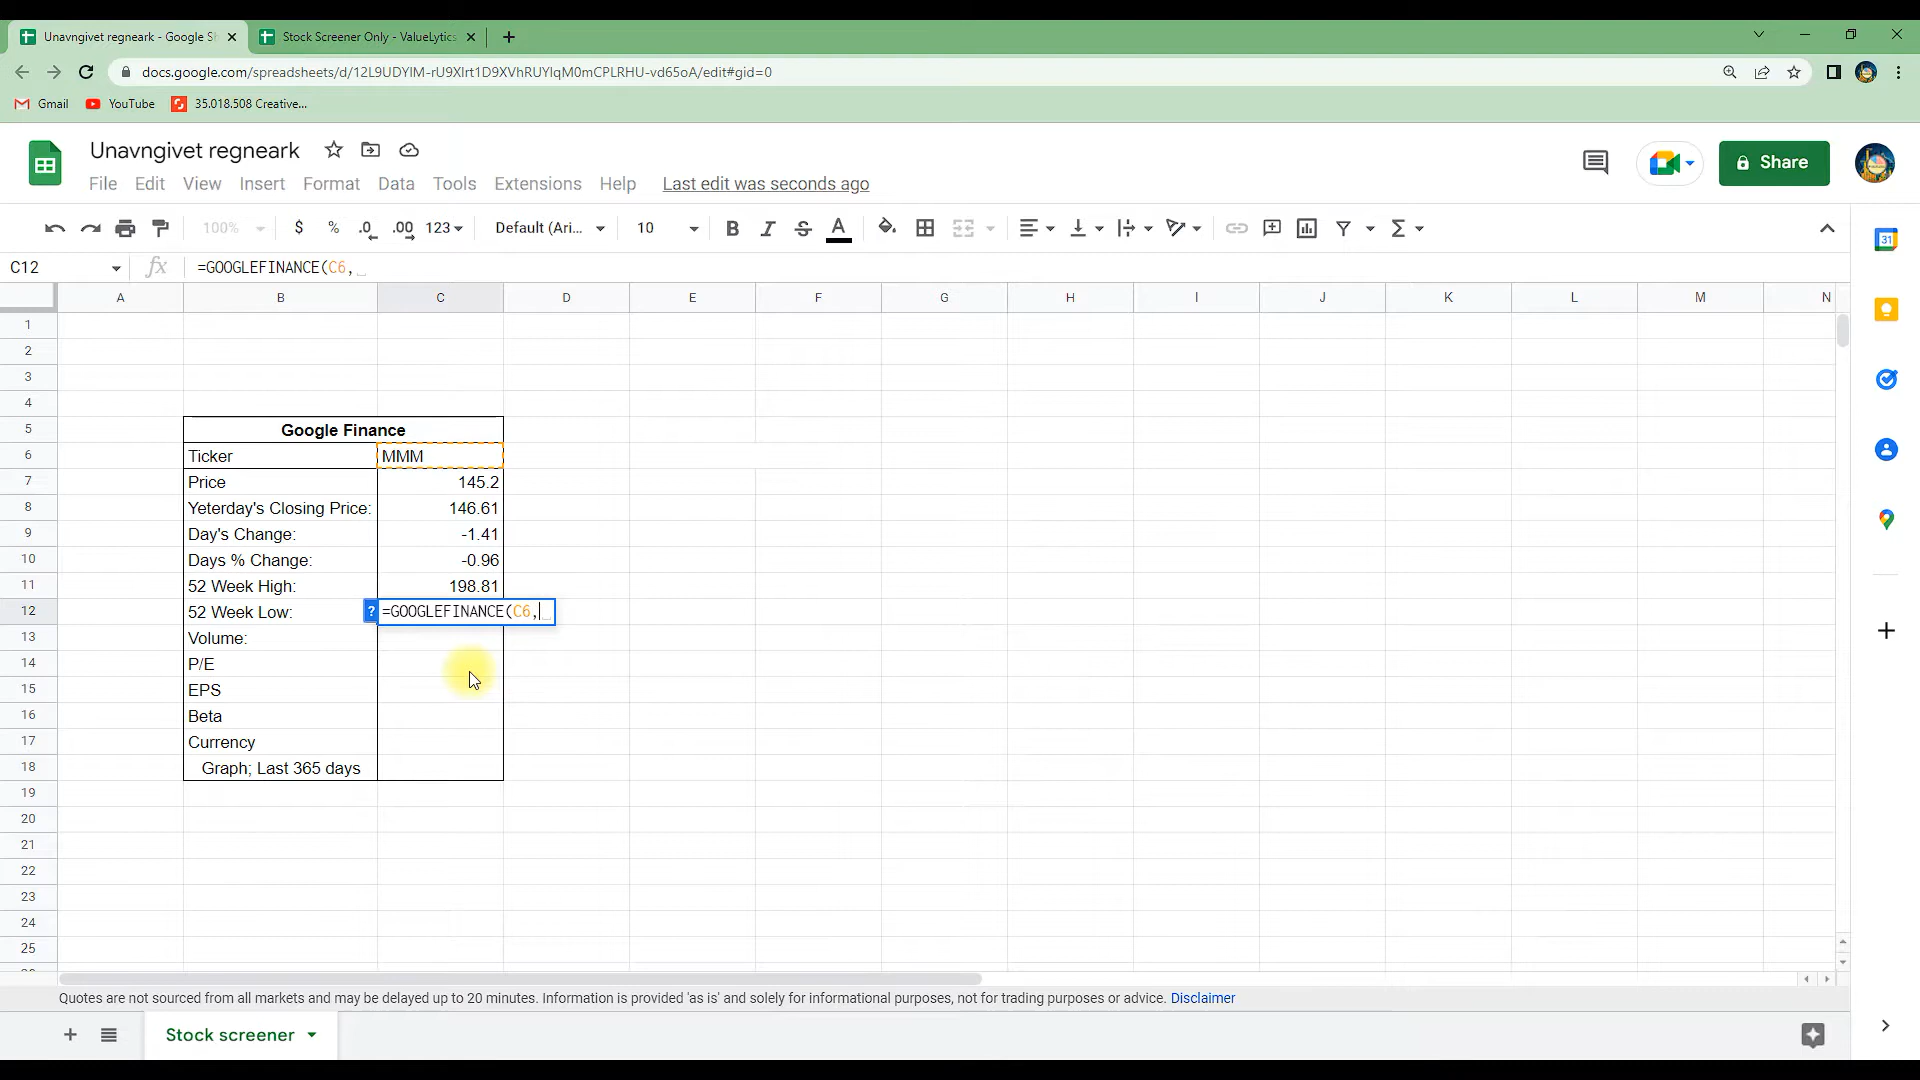 Unavngivet regneark - Google Sh
Stock Screener Only - ValueLytics
docs.google.com/spreadsheets/d/12L9UDYIM-rU9XIrt1D9XVhRUYIqM0mCPLRHU-vd65oA/edit#gid=0
Gmail
YouTube
35.018.508 Creative...
Unavngivet regneark
Share
File Edit View Insert Format Data Tools Extensions Help Last edit was seconds ago
100% $ % .0 .00 123 Default (Ari... 10 B I S A
C12 fx =GOOGLEFINANCE(C6,
A B C D E F G H I J K L M N
1
2
3
4
5 Google Finance
6 Ticker MMM
7 Price 145.2
8 Yeterday's Closing Price: 146.61
9 Day's Change: -1.41
10 Days % Change: -0.96
11 52 Week High: 198.81
12 52 Week Low: ? =GOOGLEFINANCE(C6,
13 Volume:
14 P/E
15 EPS
16 Beta
17 Currency
18 Graph; Last 365 days
19
20
21
22
23
24
25
Quotes are not sourced from all markets and may be delayed up to 20 minutes. Information is provided 'as is' and solely for informational purposes, not for trading purposes or advice. Disclaimer
Stock screener
31